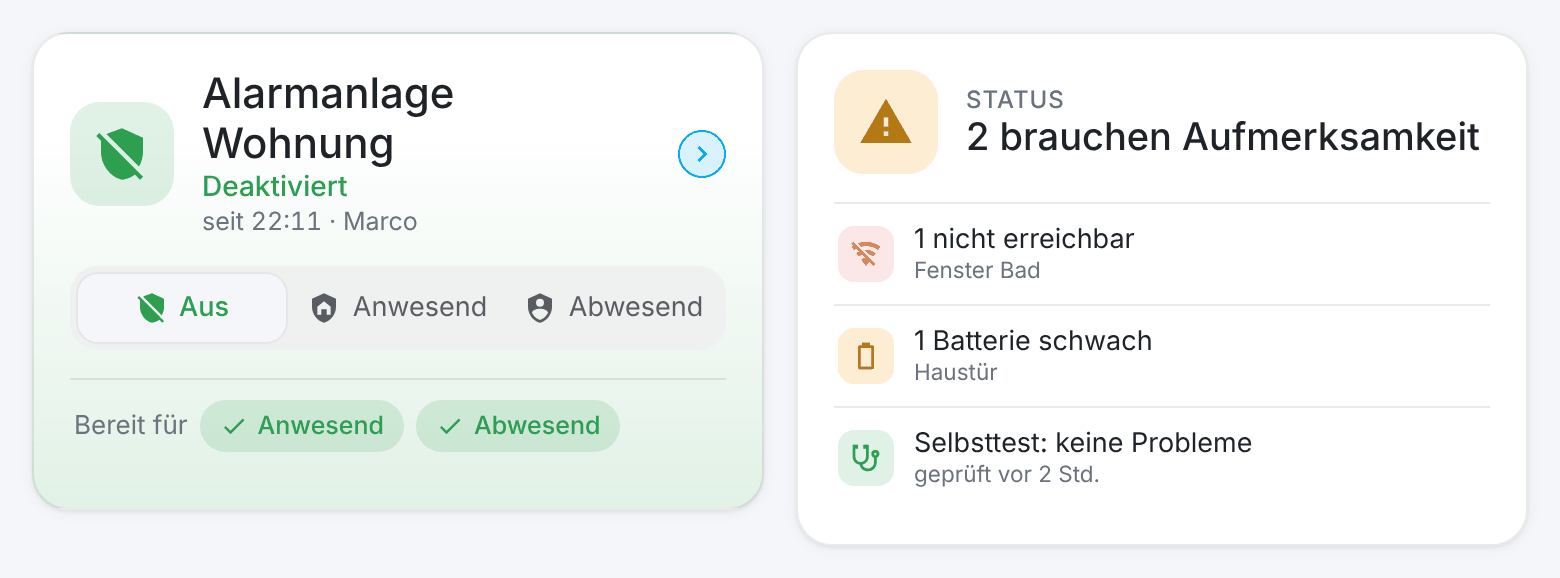 Alarmanlage
Wohnung
Deaktiviert
seit 22:11 · Marco
Aus
Anwesend
Abwesend
Bereit für
Anwesend
Abwesend
STATUS
2 brauchen Aufmerksamkeit
1 nicht erreichbar
Fenster Bad
1 Batterie schwach
Haustür
Selbsttest: keine Probleme
geprüft vor 2 Std.